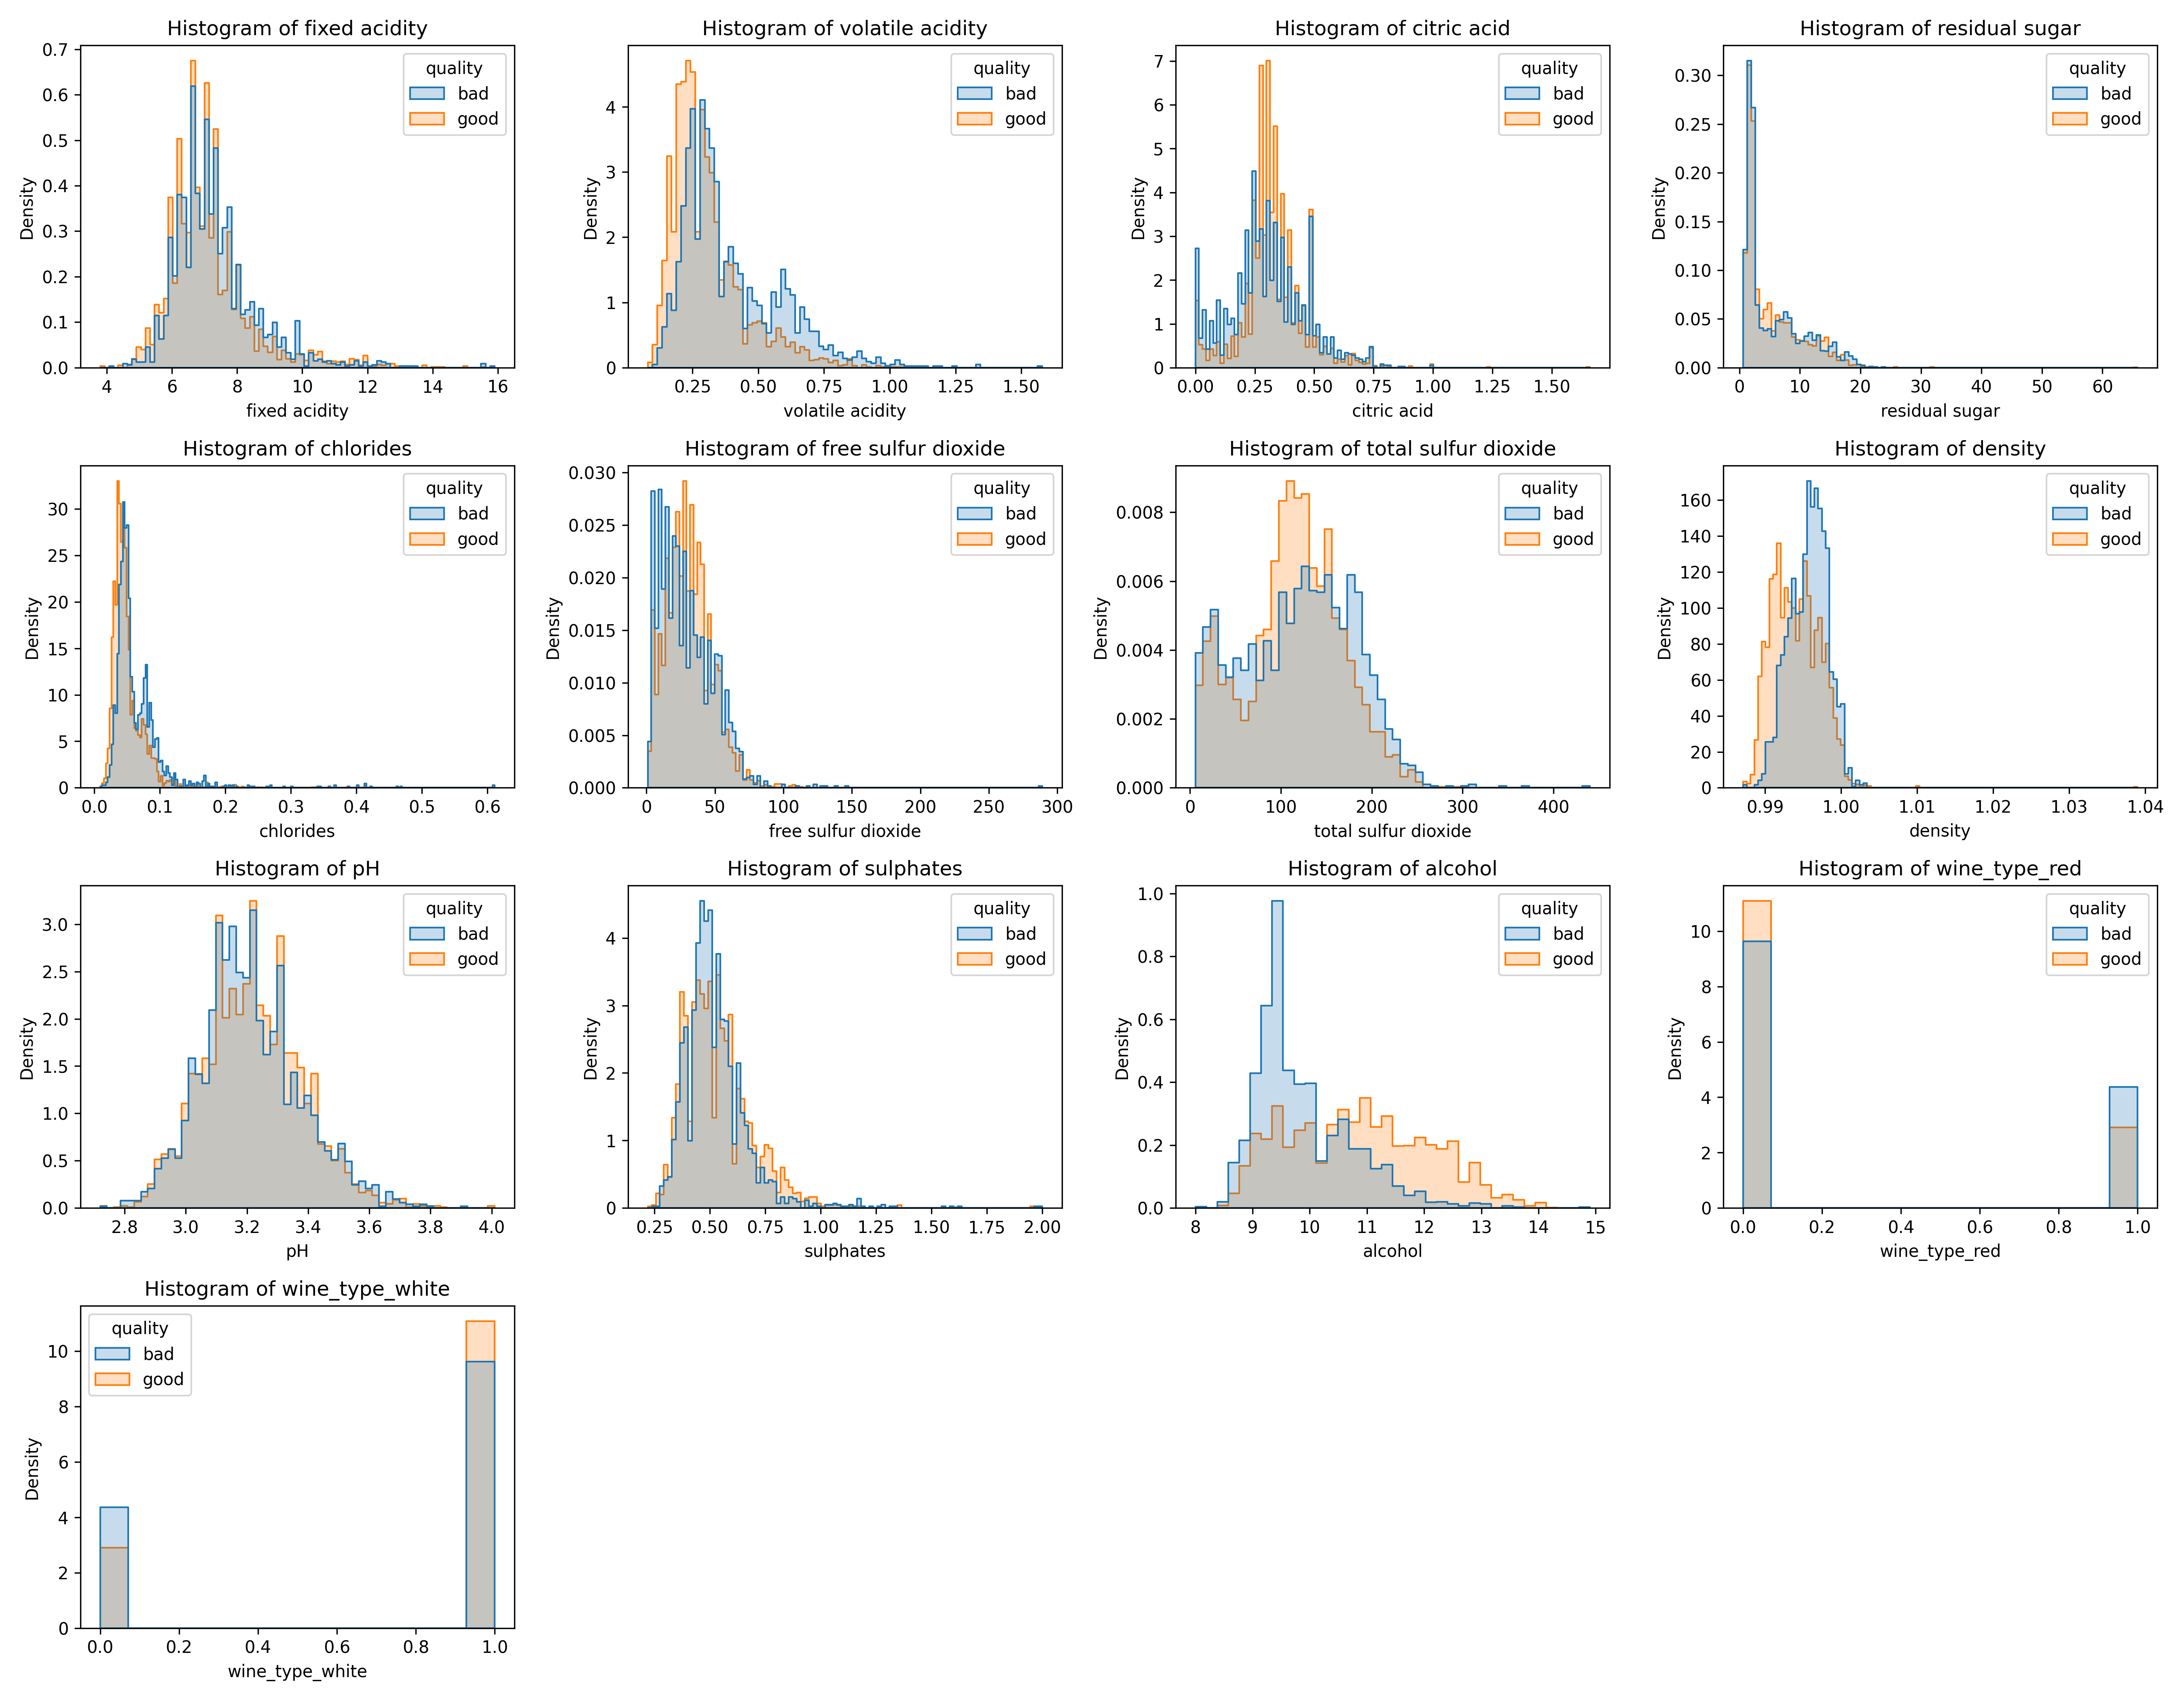 Histogram of fixed acidity
quality
bad
good
Density
0.7
0.6
0.5
0.4
0.3
0.2
0.1
0.0
4 6 8 10 12 14 16
fixed acidity
Histogram of volatile acidity
quality
bad
good
Density
4
3
2
1
0
0.25 0.50 0.75 1.00 1.25 1.50
volatile acidity
Histogram of citric acid
quality
bad
good
Density
7
6
5
4
3
2
1
0
0.00 0.25 0.50 0.75 1.00 1.25 1.50
citric acid
Histogram of residual sugar
quality
bad
good
Density
0.30
0.25
0.20
0.15
0.10
0.05
0.00
0 10 20 30 40 50 60
residual sugar
Histogram of chlorides
quality
bad
good
Density
30
25
20
15
10
5
0
0.0 0.1 0.2 0.3 0.4 0.5 0.6
chlorides
Histogram of free sulfur dioxide
quality
bad
good
Density
0.030
0.025
0.020
0.015
0.010
0.005
0.000
0 50 100 150 200 250 300
free sulfur dioxide
Histogram of total sulfur dioxide
quality
bad
good
Density
0.008
0.006
0.004
0.002
0.000
0 100 200 300 400
total sulfur dioxide
Histogram of density
quality
bad
good
Density
160
140
120
100
80
60
40
20
0
0.99 1.00 1.01 1.02 1.03 1.04
density
Histogram of pH
quality
bad
good
Density
3.0
2.5
2.0
1.5
1.0
0.5
0.0
2.8 3.0 3.2 3.4 3.6 3.8 4.0
pH
Histogram of sulphates
quality
bad
good
Density
4
3
2
1
0
0.25 0.50 0.75 1.00 1.25 1.50 1.75 2.00
sulphates
Histogram of alcohol
quality
bad
good
Density
1.0
0.8
0.6
0.4
0.2
0.0
8 9 10 11 12 13 14 15
alcohol
Histogram of wine_type_red
quality
bad
good
Density
10
8
6
4
2
0
0.0 0.2 0.4 0.6 0.8 1.0
wine_type_red
Histogram of wine_type_white
quality
bad
good
Density
10
8
6
4
2
0
0.0 0.2 0.4 0.6 0.8 1.0
wine_type_white